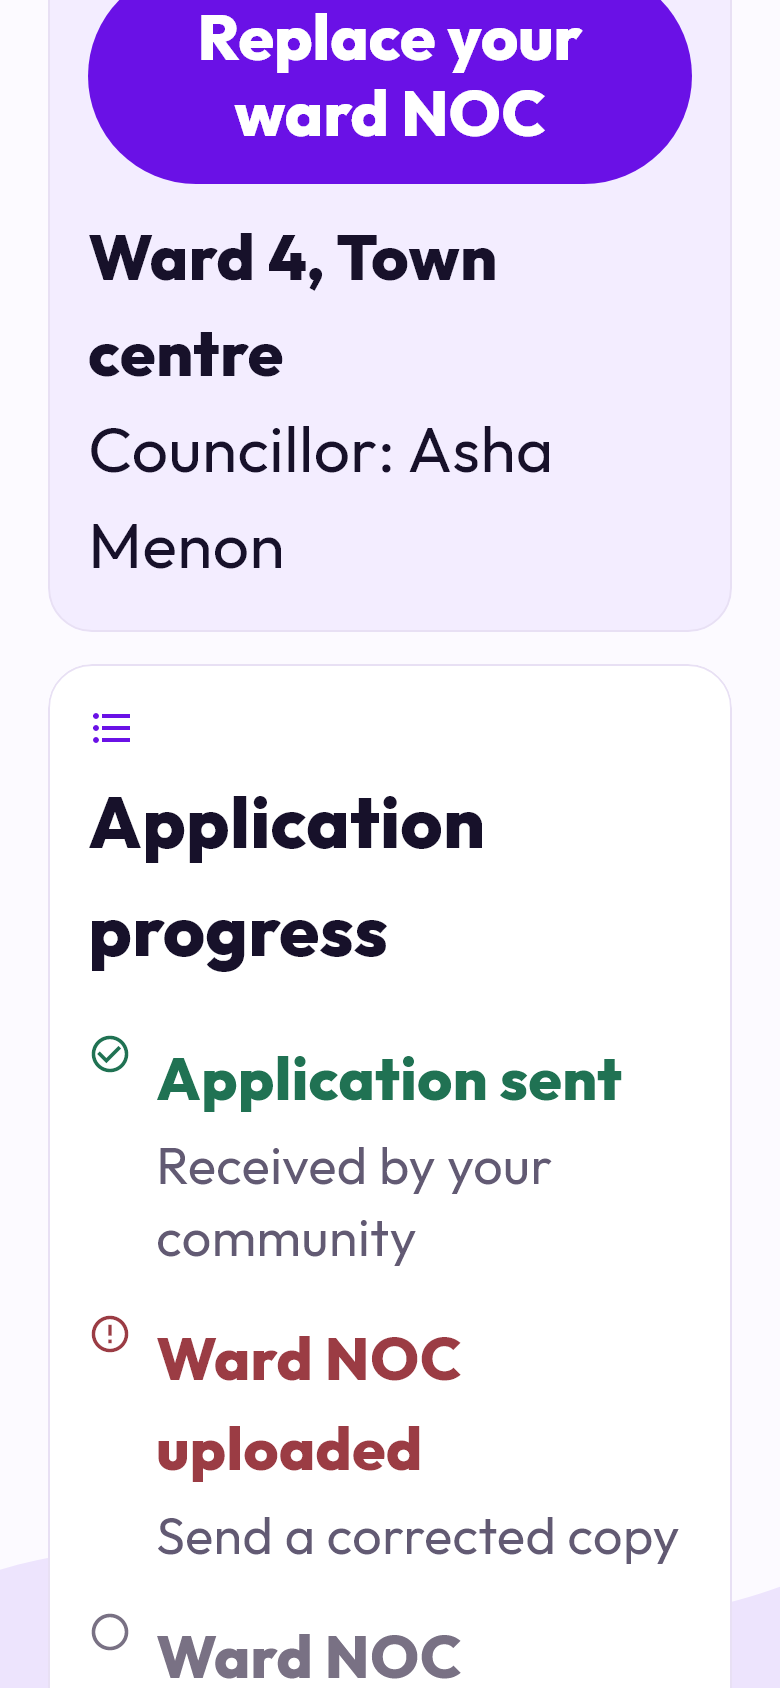 Replace your
ward NOC
Ward 4, Town
centre
Councillor: Asha
Menon
Application
progress
Application sent
Received by your
community
Ward NOC
uploaded
Send a corrected copy
Ward NOC